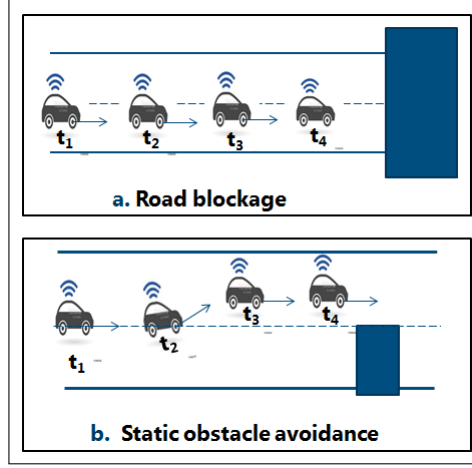 t1 t2 t3 t4
a. Road blockage
t1 t2 t3 t4
b. Static obstacle avoidance